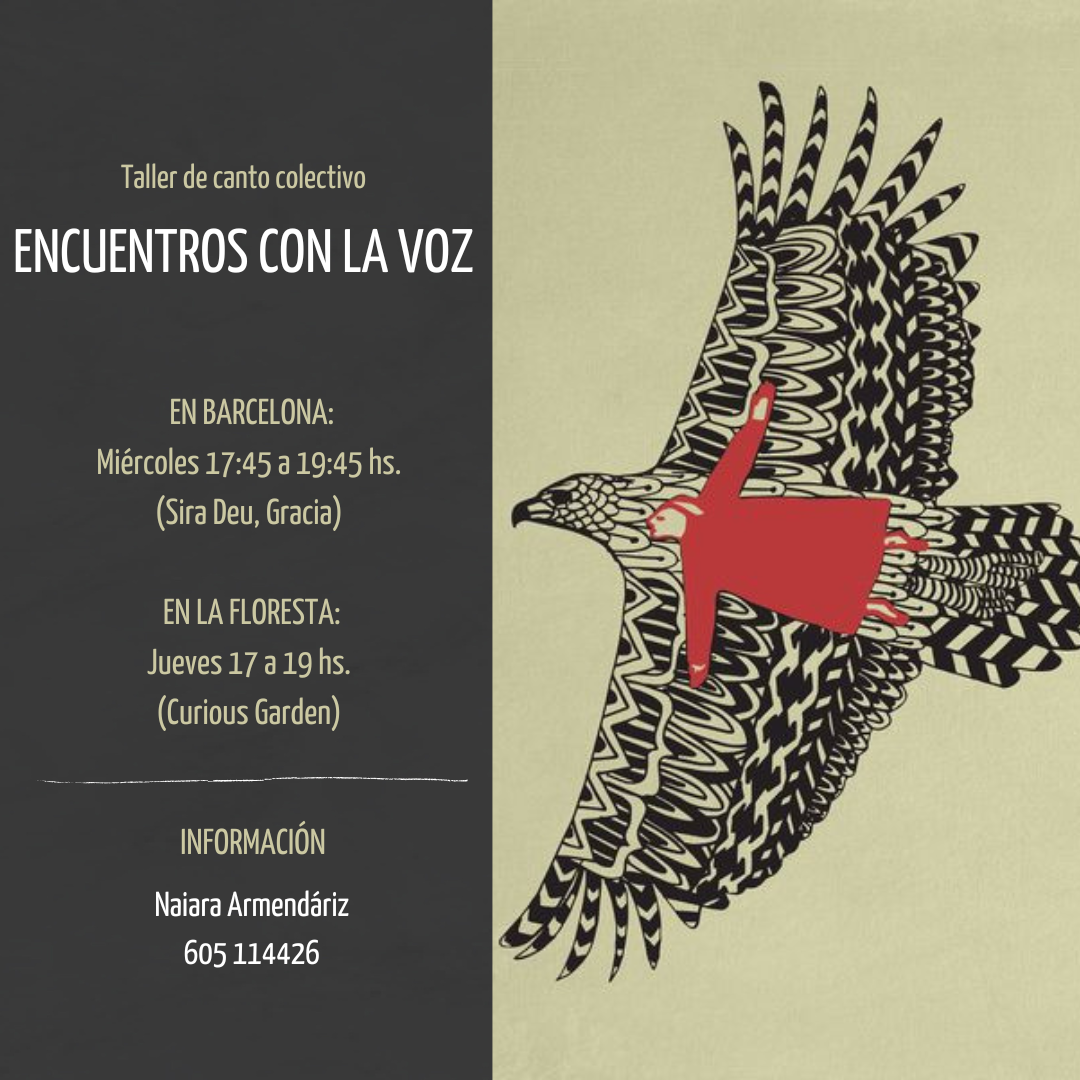 Taller de canto colectivo
ENCUENTROS CON LA VOZ
EN BARCELONA:
Miércoles 17:45 a 19:45 hs.
(Sira Deu, Gracia)
EN LA FLORESTA:
Jueves 17 a 19 hs.
(Curious Garden)
INFORMACIÓN
Naiara Armendáriz
605 114426